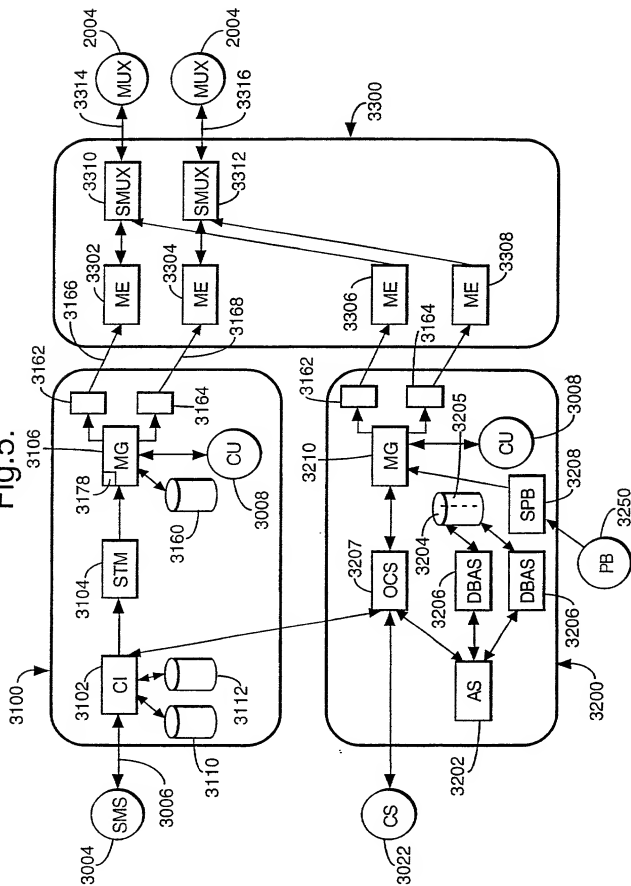 Fig.5.
3100
3004
SMS
3006
3102
CI
3110
3112
3104
STM
3106
3178
MG
3160
CU
3008
3162
3164
3166
3168
3302
ME
3304
ME
3306
ME
3308
ME
3310
SMUX
3312
SMUX
3314
3316
2004
MUX
2004
MUX
3300
3022
CS
3200
3202
AS
3207
OCS
3204
3205
3206
DBAS
3206
DBAS
3210
MG
3162
3164
CU
3008
SPB
3208
PB
3250